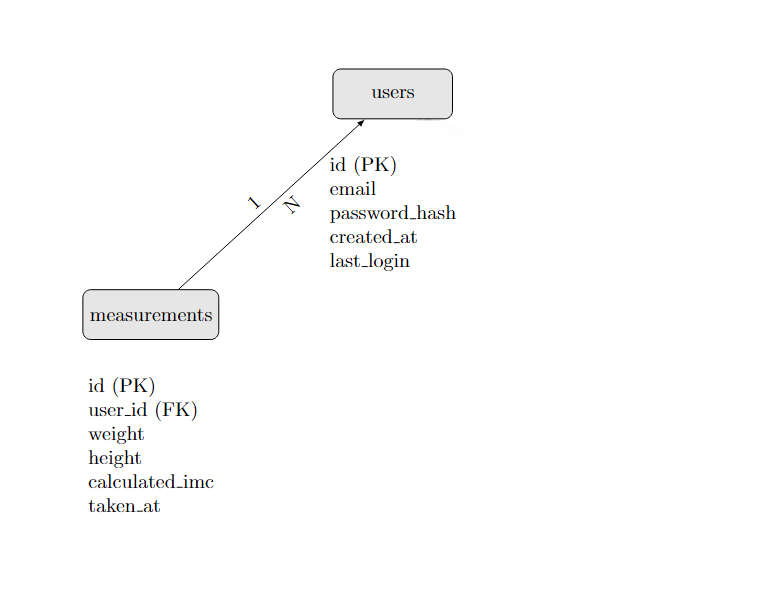 users
id (PK)
email
password_hash
created_at
last_login
1
N
measurements
id (PK)
user_id (FK)
weight
height
calculated_imc
taken_at